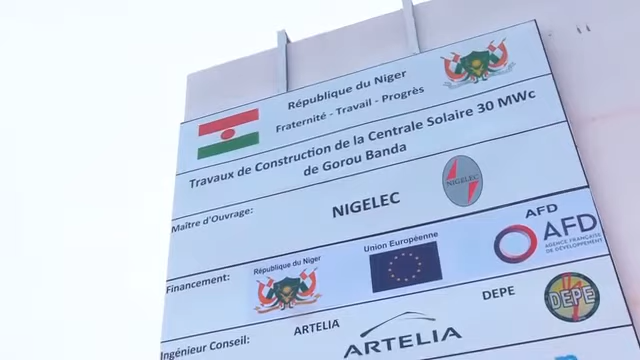 République du Niger
Fraternité - Travail - Progrès
Travaux de Construction de la Centrale Solaire 30 MWc
de Gorou Banda
Maître d'Ouvrage:
NIGELEC
NIGELEC
Financement:
République du Niger
Union Européenne
AFD
AFD
AGENCE FRANÇAISE
DE DÉVELOPPEMENT
Ingénieur Conseil:
ARTELIA
ARTELIA
DEPE
DEPE